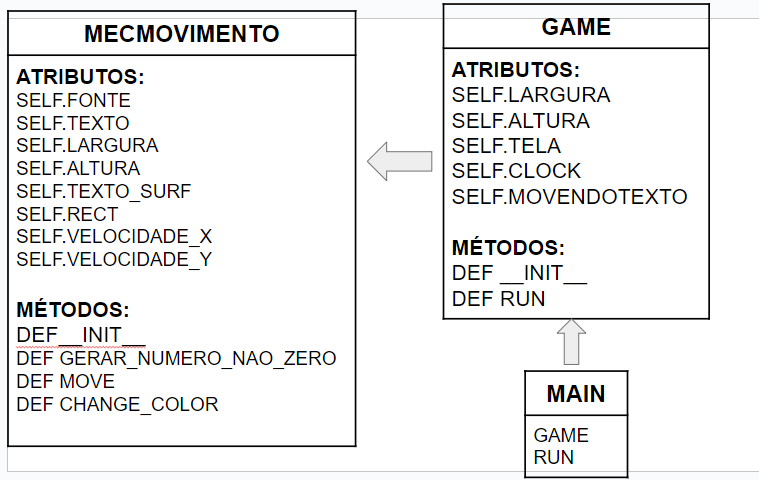 MECMOVIMENTO
ATRIBUTOS:
SELF.FONTE
SELF.TEXTO
SELF.LARGURA
SELF.ALTURA
SELF.TEXTO_SURF
SELF.RECT
SELF.VELOCIDADE_X
SELF.VELOCIDADE_Y
MÉTODOS:
DEF__INIT__
DEF GERAR_NUMERO_NAO_ZERO
DEF MOVE
DEF CHANGE_COLOR
GAME
ATRIBUTOS:
SELF.LARGURA
SELF.ALTURA
SELF.TELA
SELF.CLOCK
SELF.MOVENDOTEXTO
MÉTODOS:
DEF __INIT__
DEF RUN
MAIN
GAME
RUN